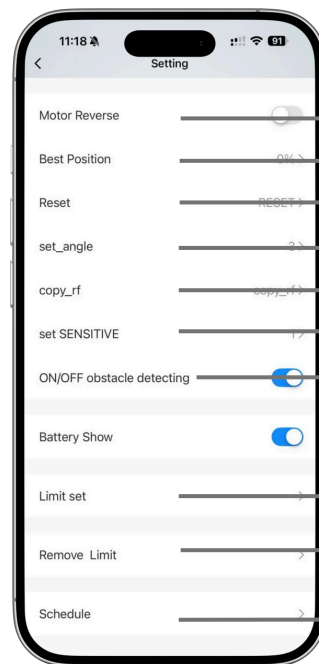 11:18
91
Setting
Motor Reverse
Best Position 0%
Reset RESET
set_angle 3
copy_rf copy_rf
set SENSITIVE 1
ON/OFF obstacle detecting
Battery Show
Limit set
Remove Limit
Schedule